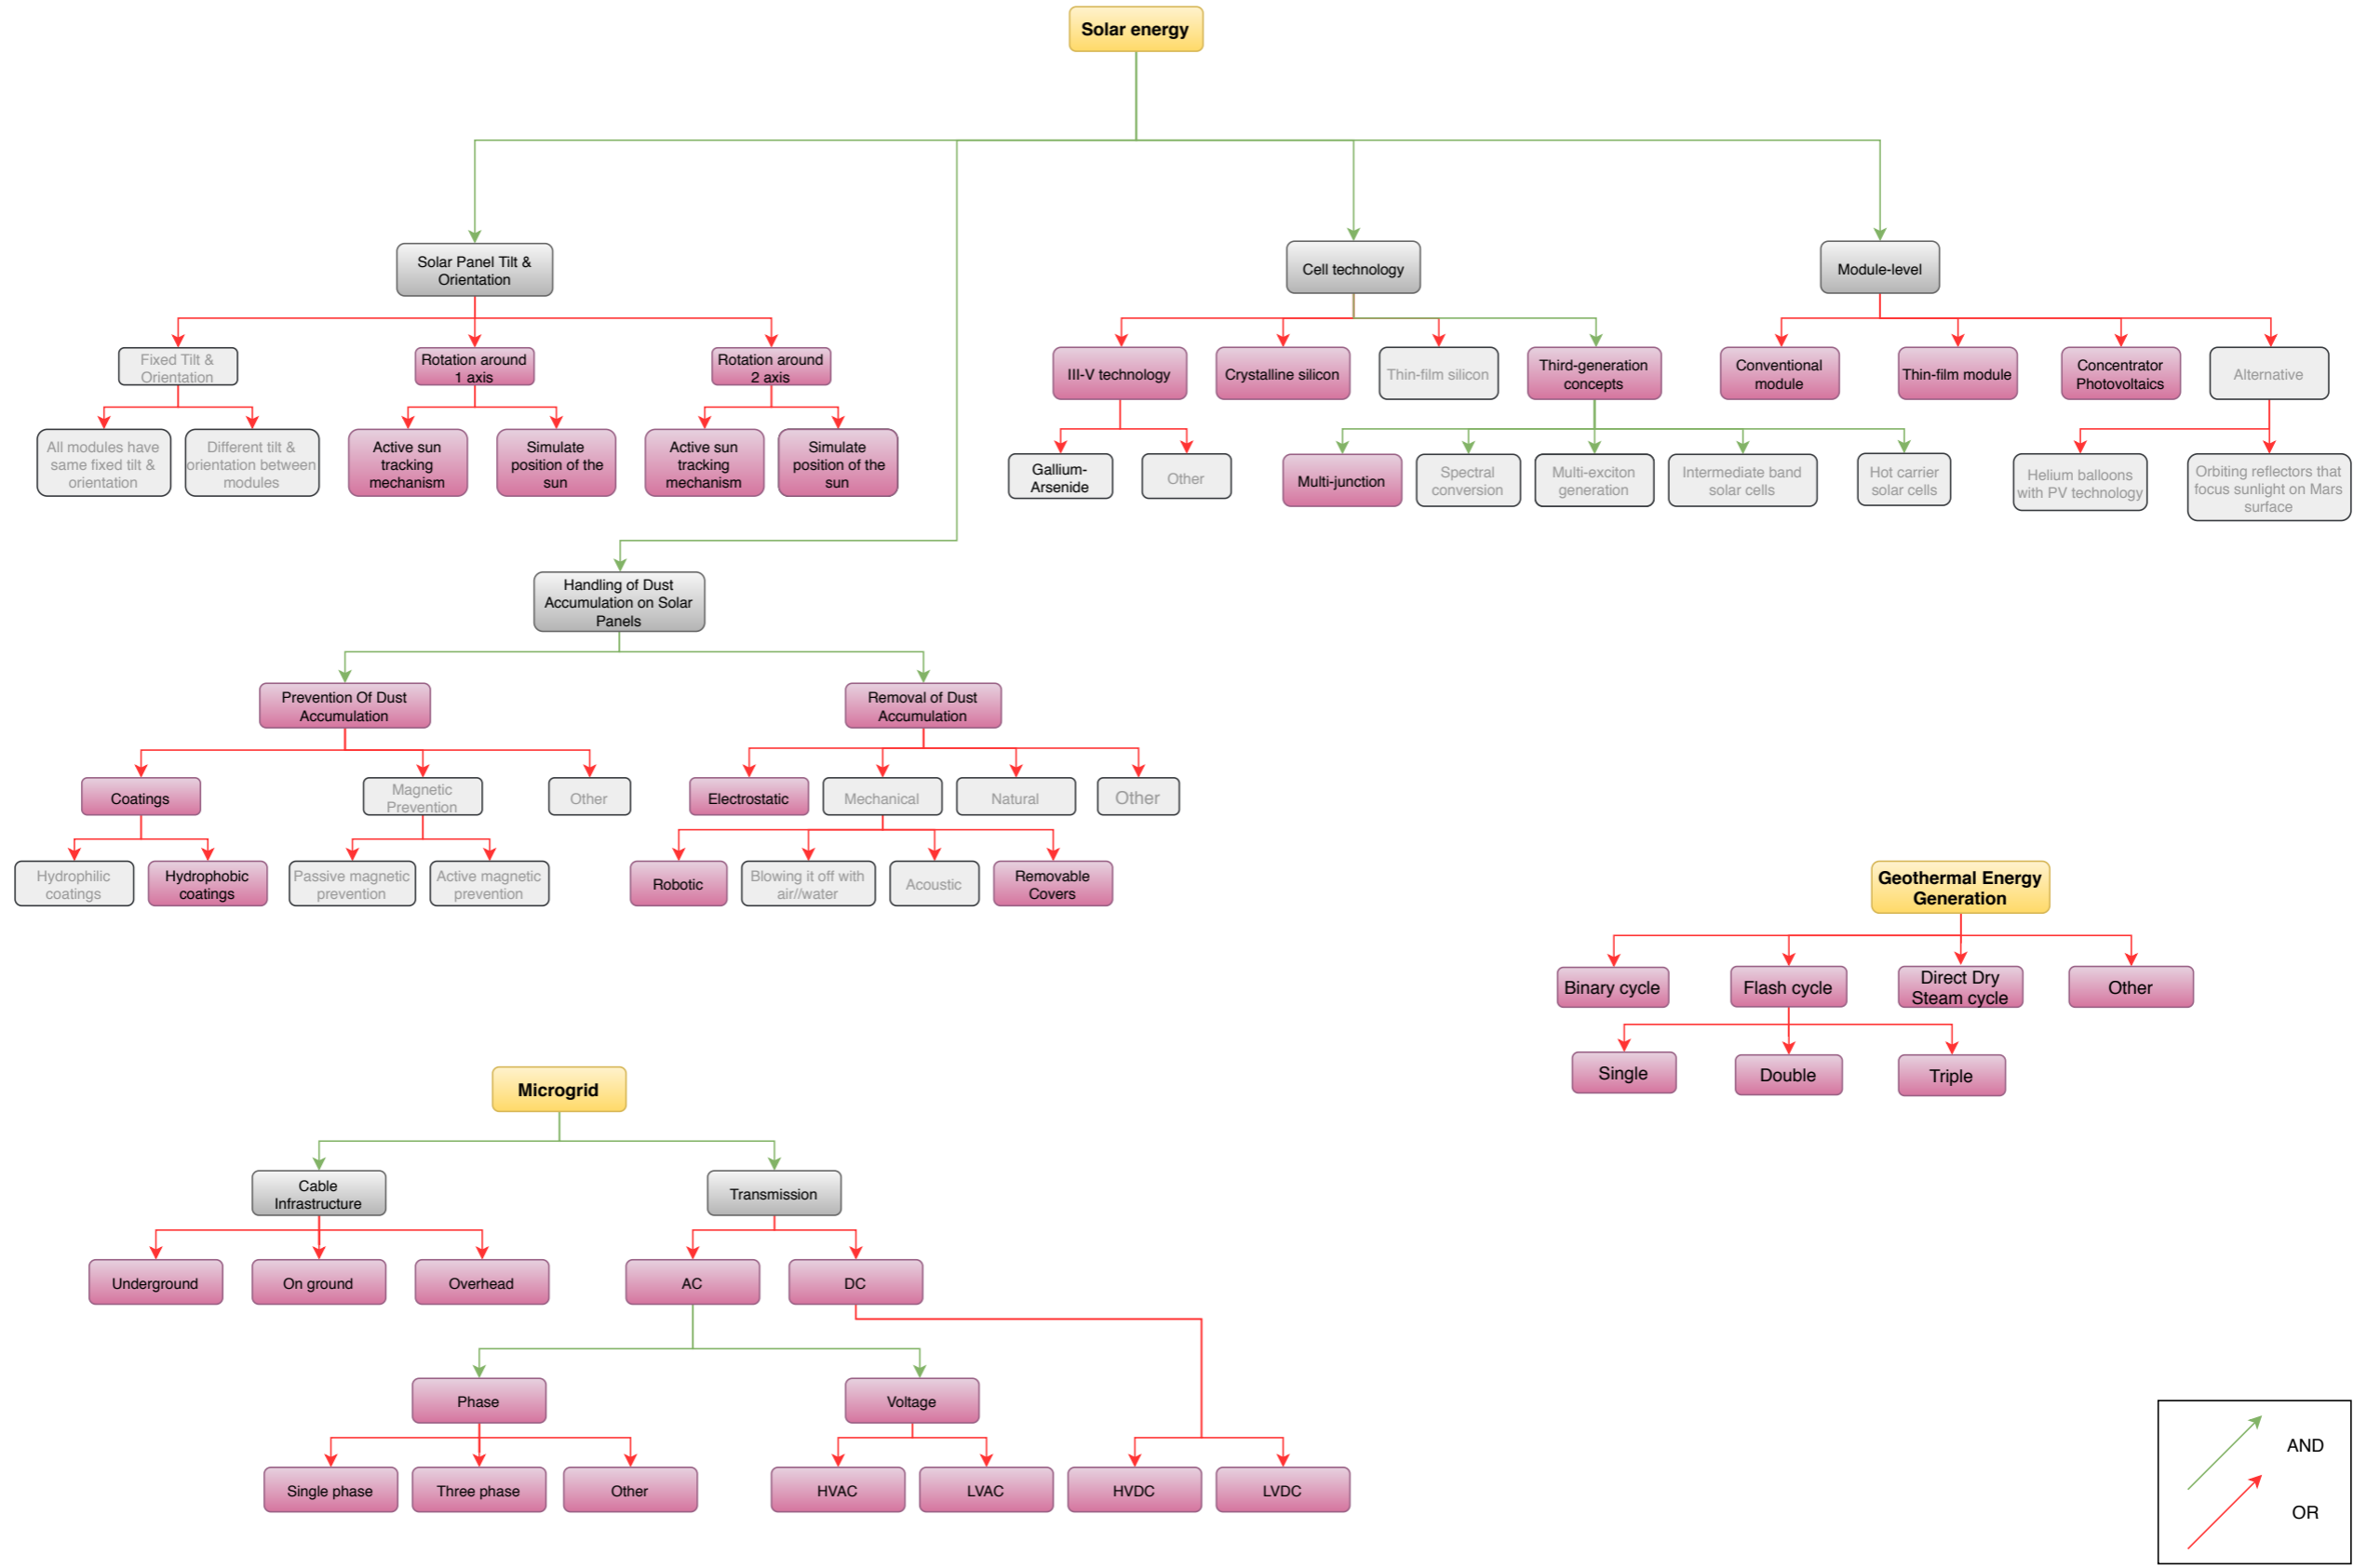 Solar energy
Solar Panel Tilt &
Orientation
Cell technology
Module-level
Fixed Tilt &
Orientation
Rotation around
1 axis
Rotation around
2 axis
III-V technology
Crystalline silicon
Thin-film silicon
Third-generation
concepts
Conventional
module
Thin-film module
Concentrator
Photovoltaics
Alternative
All modules have
same fixed tilt &
orientation
Different tilt &
orientation between
modules
Active sun
tracking
mechanism
Simulate
position of the
sun
Active sun
tracking
mechanism
Simulate
position of the
sun
Gallium-
Arsenide
Other
Multi-junction
Spectral
conversion
Multi-exciton
generation
Intermediate band
solar cells
Hot carrier
solar cells
Helium balloons
with PV technology
Orbiting reflectors that
focus sunlight on Mars
surface
Handling of Dust
Accumulation on Solar
Panels
Prevention Of Dust
Accumulation
Removal of Dust
Accumulation
Coatings
Magnetic
Prevention
Other
Electrostatic
Mechanical
Natural
Other
Hydrophilic
coatings
Hydrophobic
coatings
Passive magnetic
prevention
Active magnetic
prevention
Robotic
Blowing it off with
air//water
Acoustic
Removable
Covers
Geothermal Energy
Generation
Binary cycle
Flash cycle
Direct Dry
Steam cycle
Other
Single
Double
Triple
Microgrid
Cable
Infrastructure
Transmission
Underground
On ground
Overhead
AC
DC
Phase
Voltage
Single phase
Three phase
Other
HVAC
LVAC
HVDC
LVDC
AND
OR